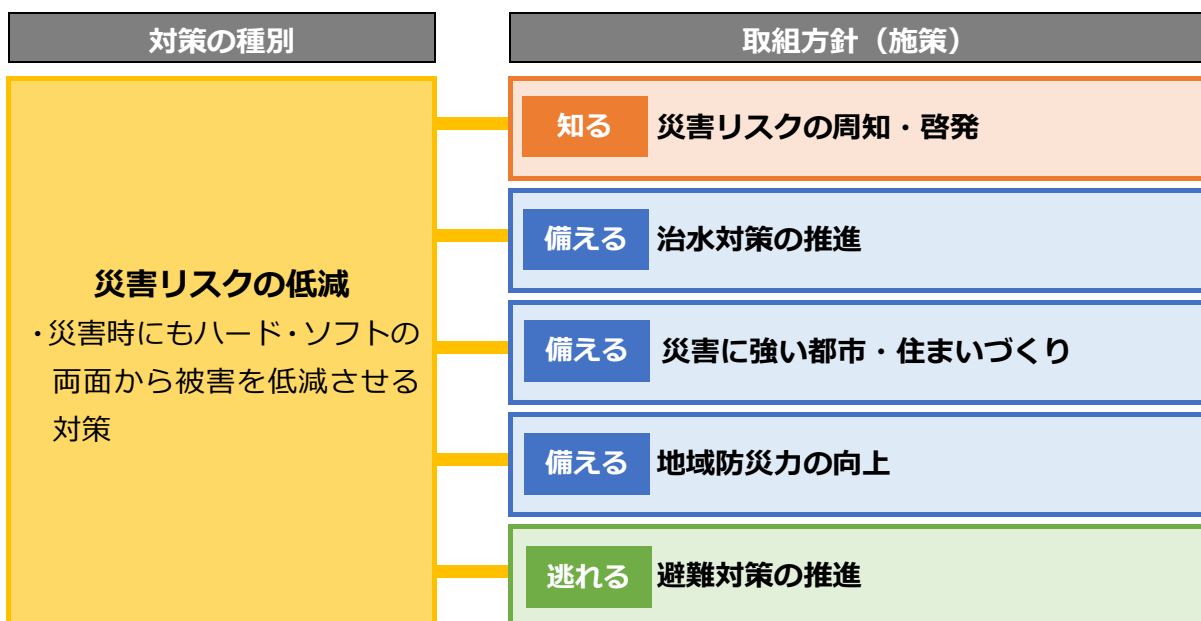 対策の種別
取組方針（施策）
災害リスクの低減
・災害時にもハード・ソフトの
両面から被害を低減させる
対策
知る 災害リスクの周知・啓発
備える 治水対策の推進
備える 災害に強い都市・住まいづくり
備える 地域防災力の向上
逃れる 避難対策の推進